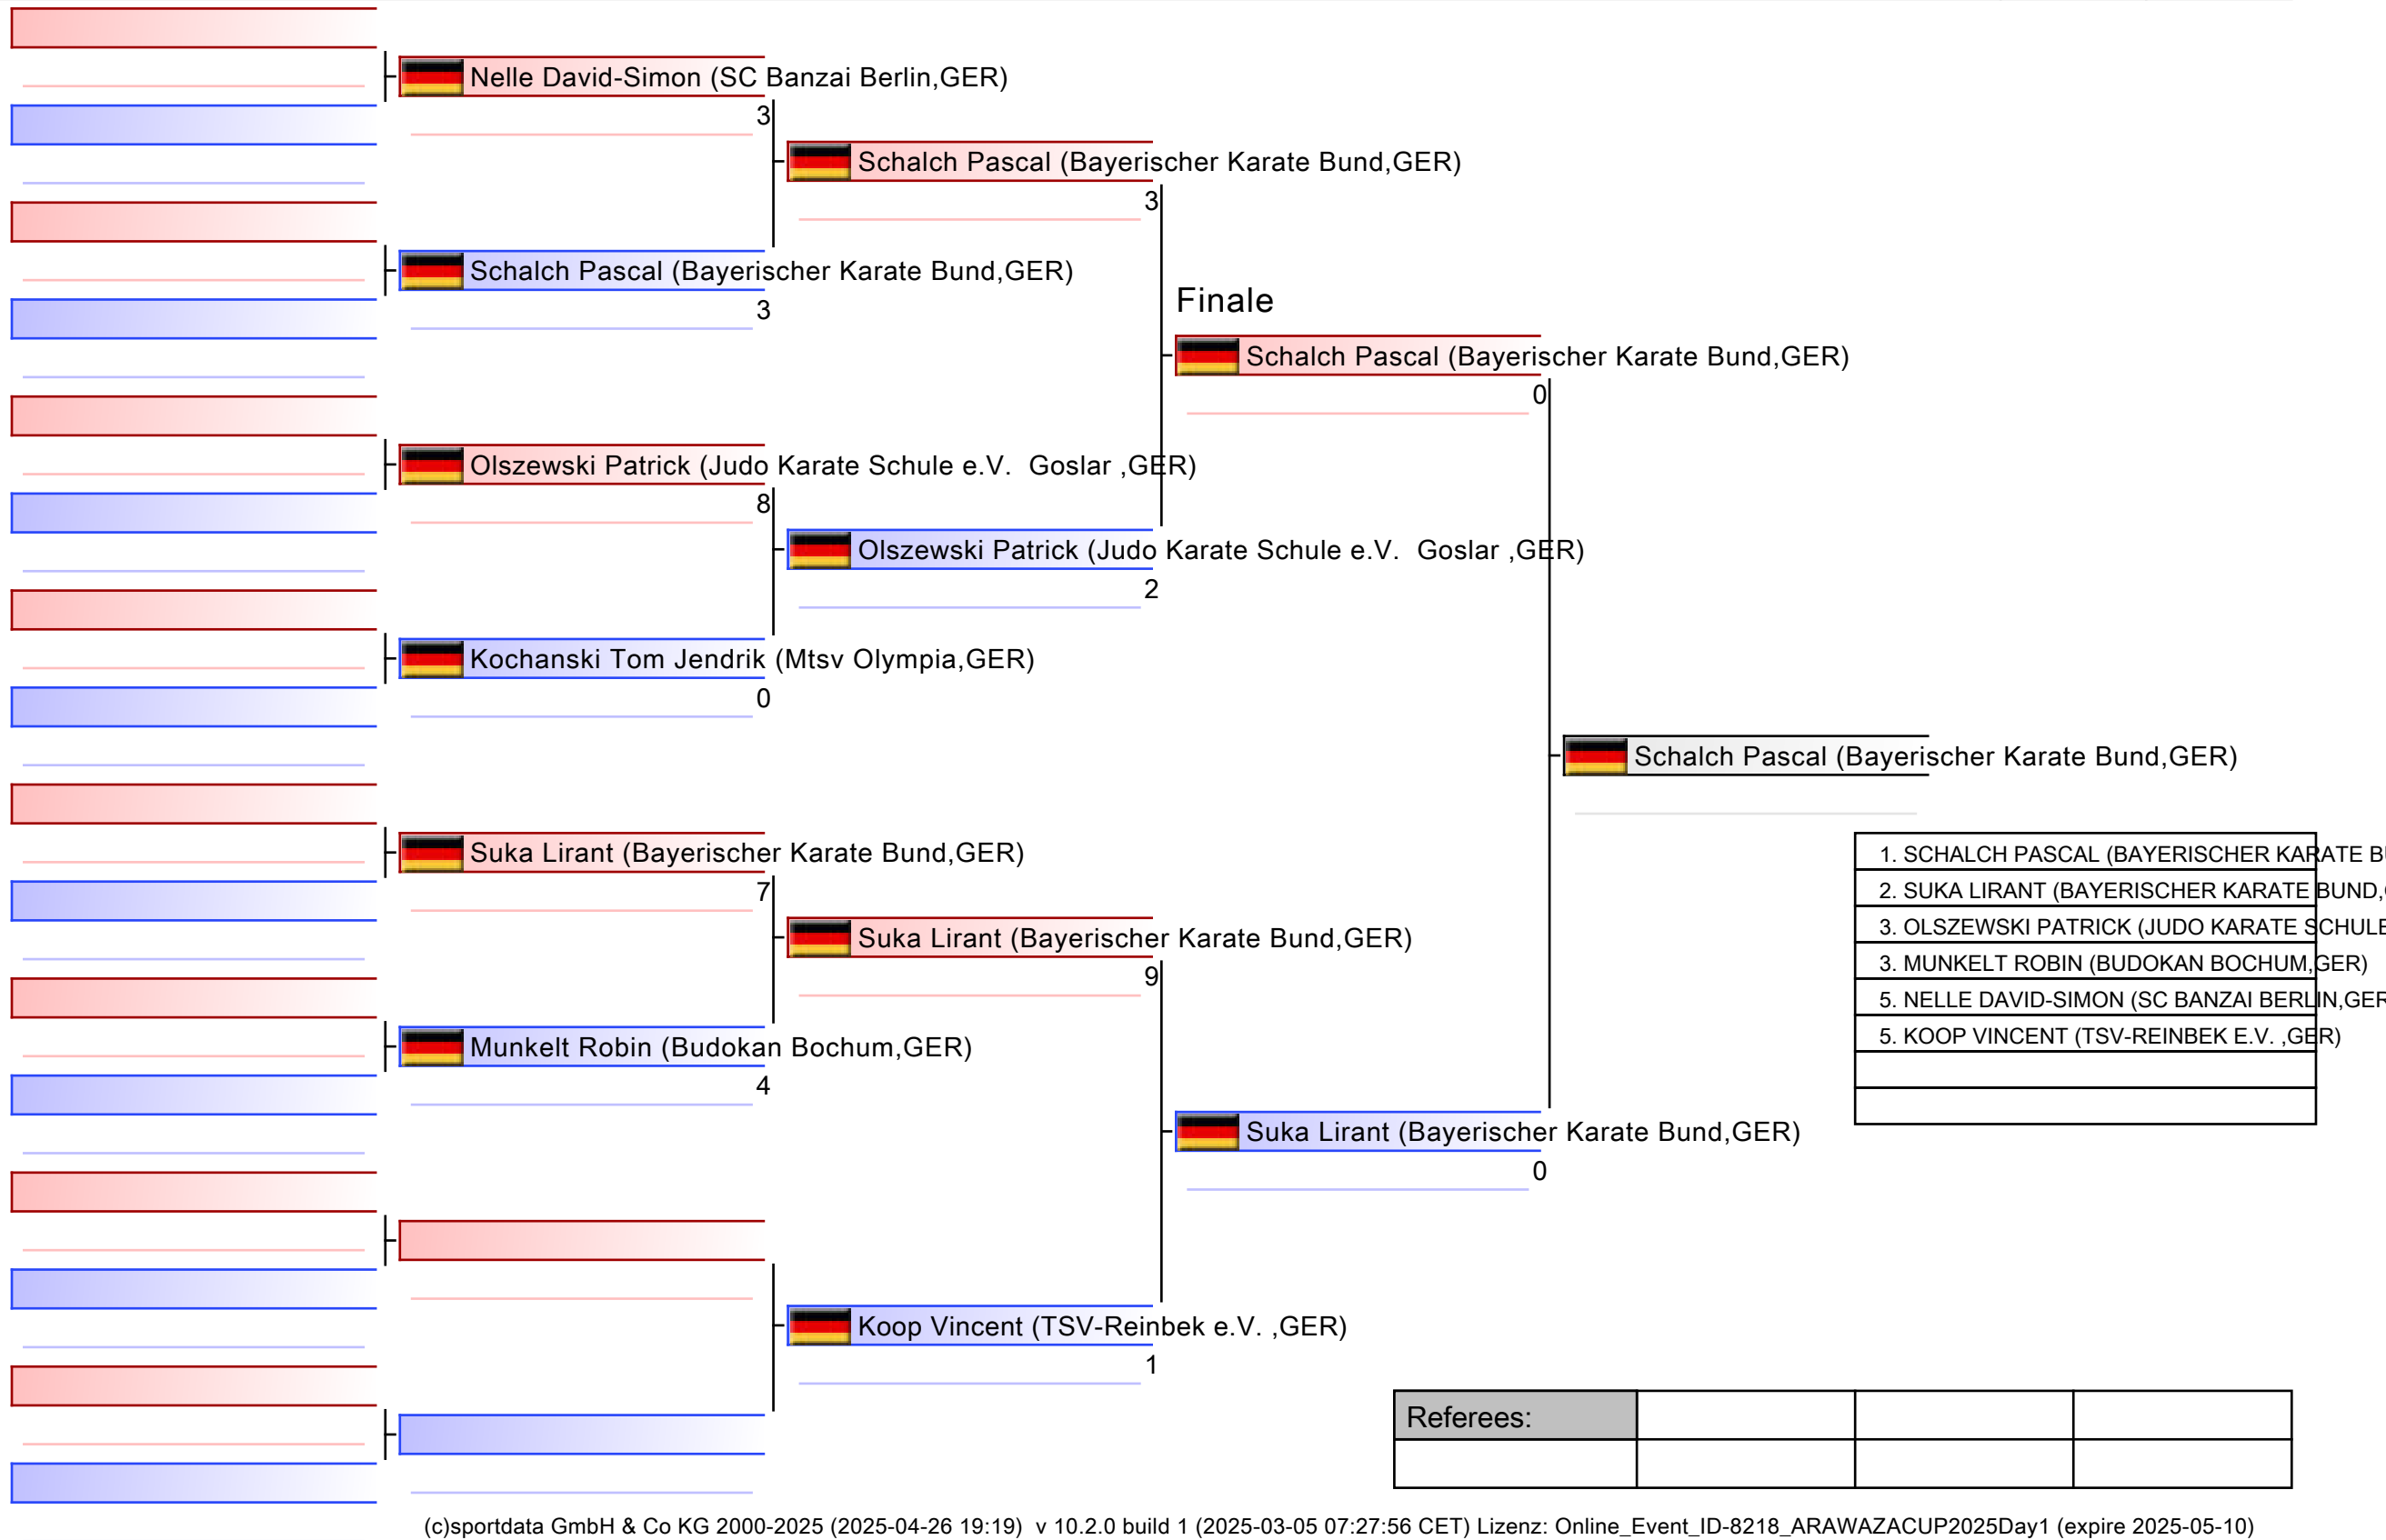 Nelle David-Simon (SC Banzai Berlin,GER)
3
Schalch Pascal (Bayerischer Karate Bund,GER)
3
Schalch Pascal (Bayerischer Karate Bund,GER)
3
Finale
Schalch Pascal (Bayerischer Karate Bund,GER)
0
Olszewski Patrick (Judo Karate Schule e.V.  Goslar ,GER)
8
Olszewski Patrick (Judo Karate Schule e.V.  Goslar ,GER)
2
Kochanski Tom Jendrik (Mtsv Olympia,GER)
0
Schalch Pascal (Bayerischer Karate Bund,GER)
Suka Lirant (Bayerischer Karate Bund,GER)
7
Suka Lirant (Bayerischer Karate Bund,GER)
9
Munkelt Robin (Budokan Bochum,GER)
4
Suka Lirant (Bayerischer Karate Bund,GER)
0
Koop Vincent (TSV-Reinbek e.V. ,GER)
1
1. SCHALCH PASCAL (BAYERISCHER KARATE
2. SUKA LIRANT (BAYERISCHER KARATE BUND,
3. OLSZEWSKI PATRICK (JUDO KARATE SCHULE
3. MUNKELT ROBIN (BUDOKAN BOCHUM,GER)
5. NELLE DAVID-SIMON (SC BANZAI BERLIN,GER
5. KOOP VINCENT (TSV-REINBEK E.V. ,GER)
Referees:
(c)sportdata GmbH & Co KG 2000-2025 (2025-04-26 19:19)  v 10.2.0 build 1 (2025-03-05 07:27:56 CET) Lizenz: Online_Event_ID-8218_ARAWAZACUP2025Day1 (expire 2025-05-10)